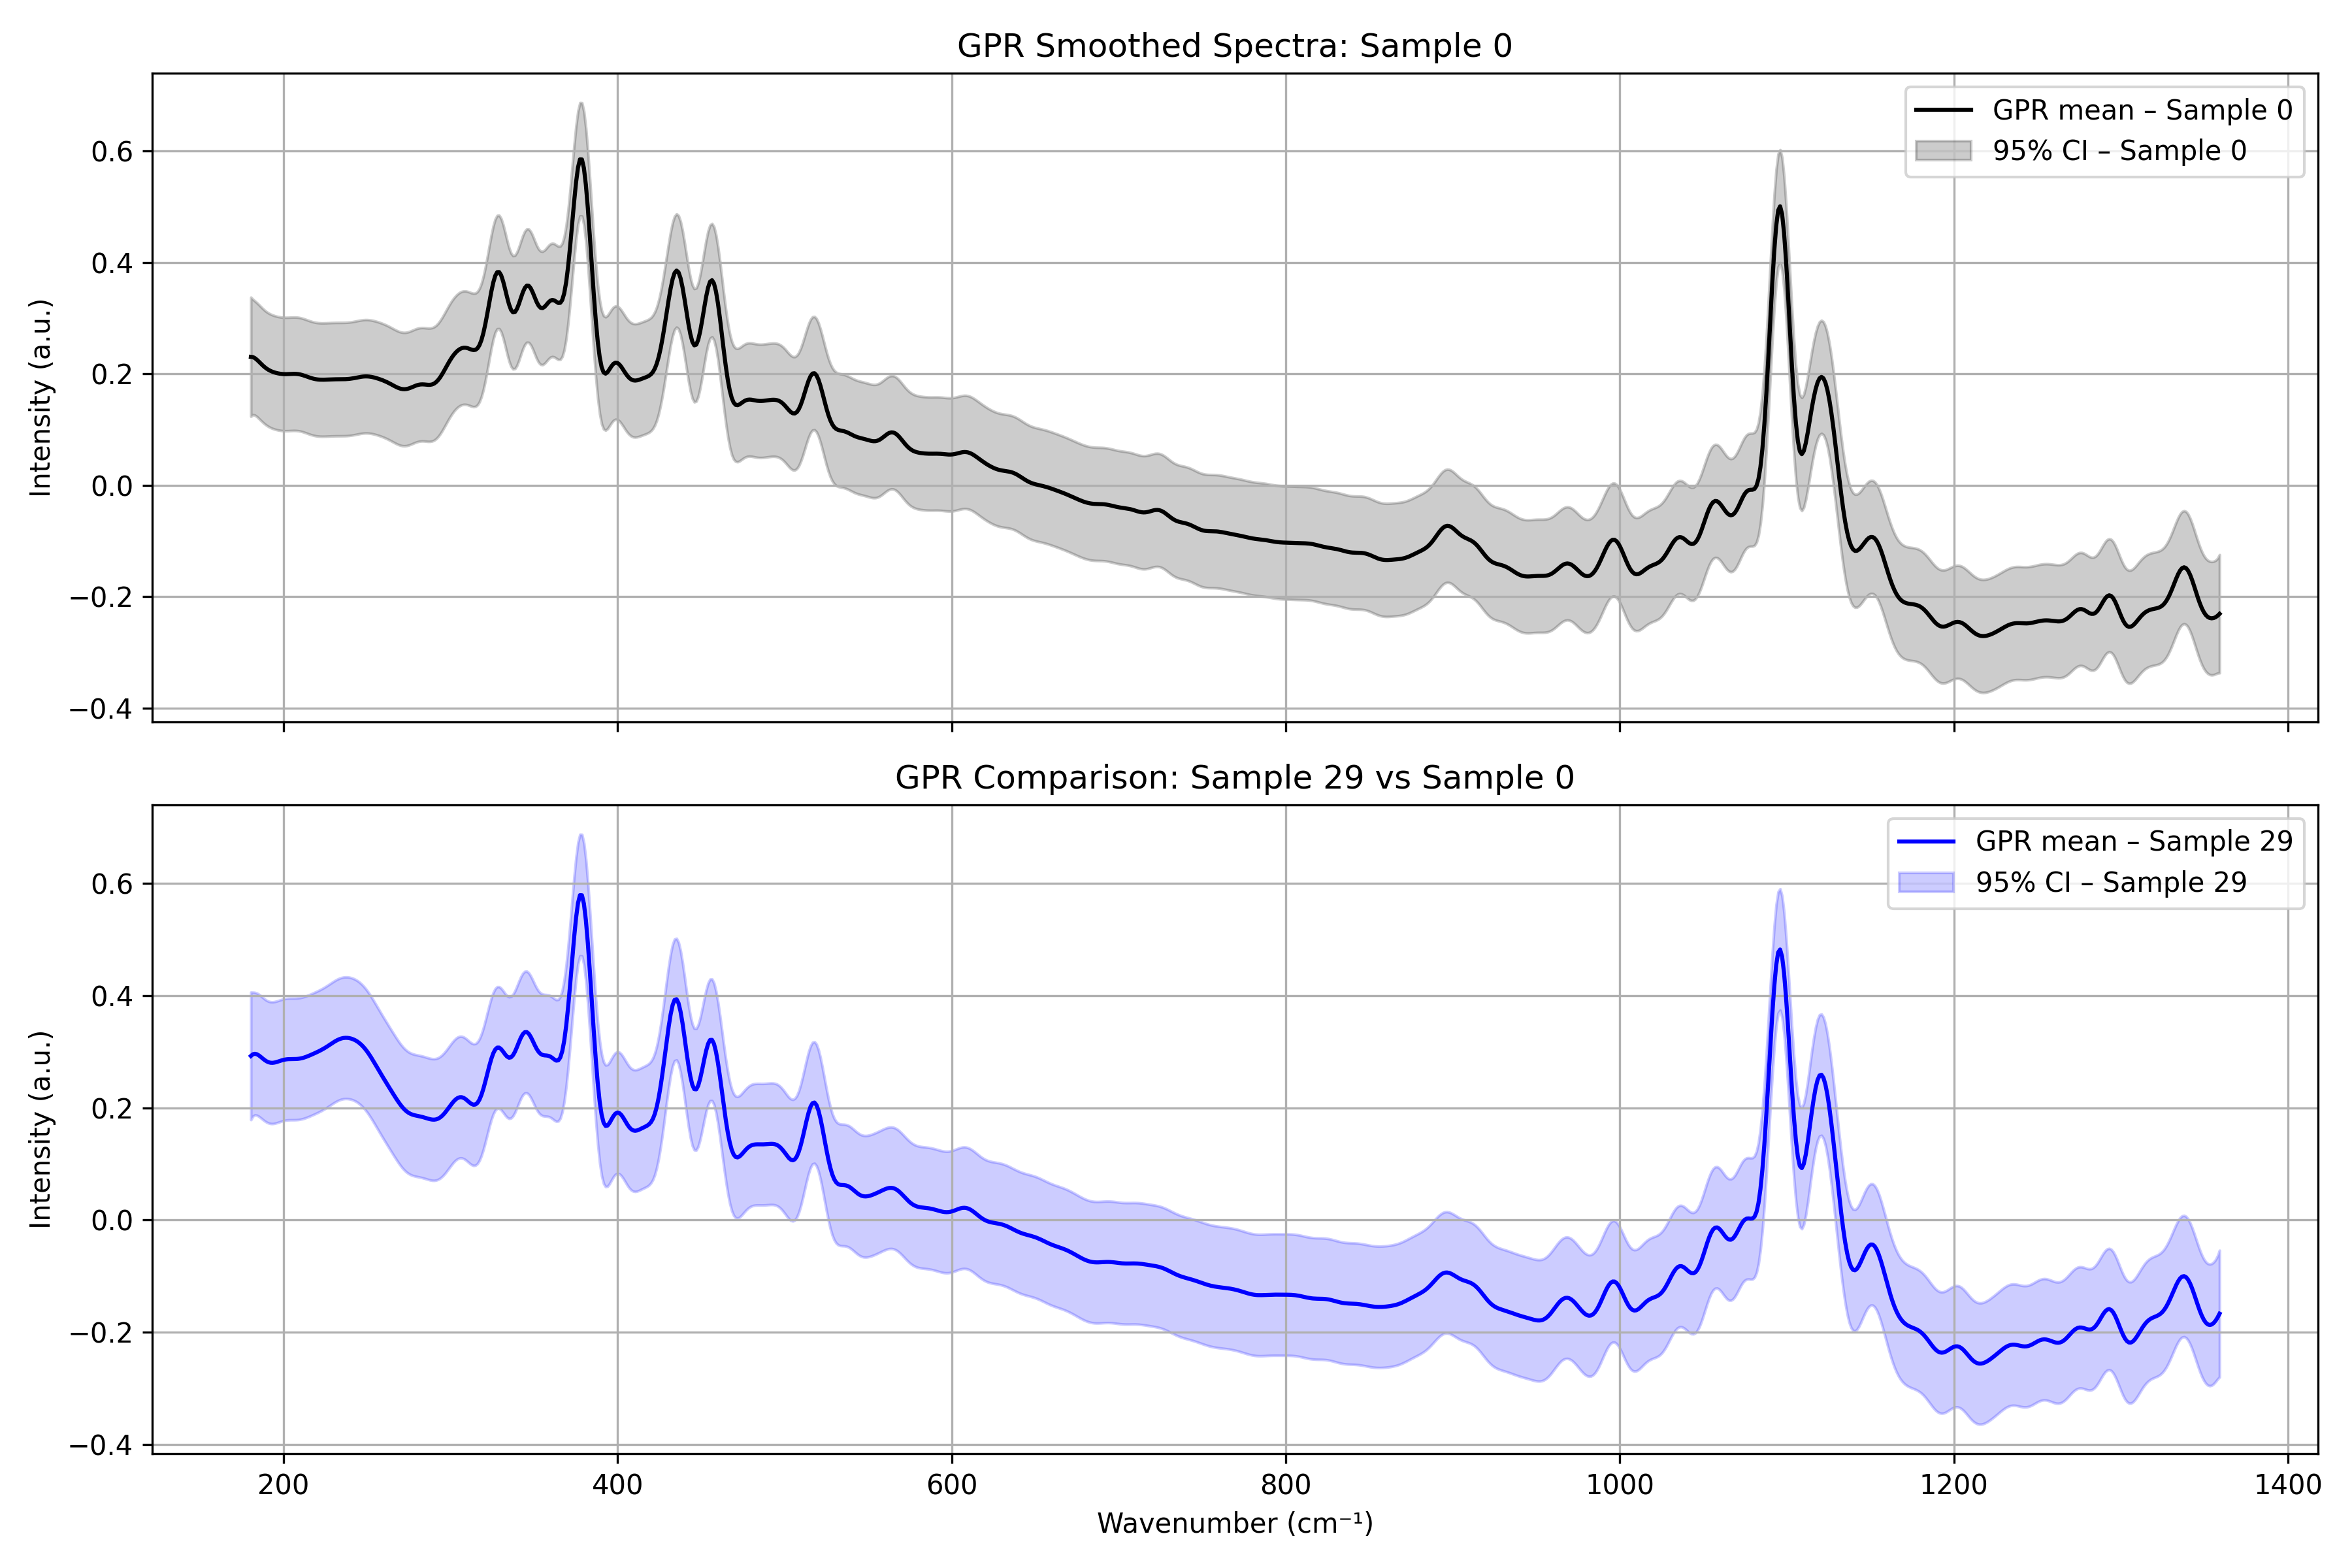 GPR Smoothed Spectra: Sample 0
GPR mean – Sample 0
95% CI – Sample 0
Intensity (a.u.)
0.6
0.4
0.2
0.0
−0.2
−0.4
GPR Comparison: Sample 29 vs Sample 0
GPR mean – Sample 29
95% CI – Sample 29
Intensity (a.u.)
0.6
0.4
0.2
0.0
−0.2
−0.4
200 400 600 800 1000 1200 1400
Wavenumber (cm⁻¹)